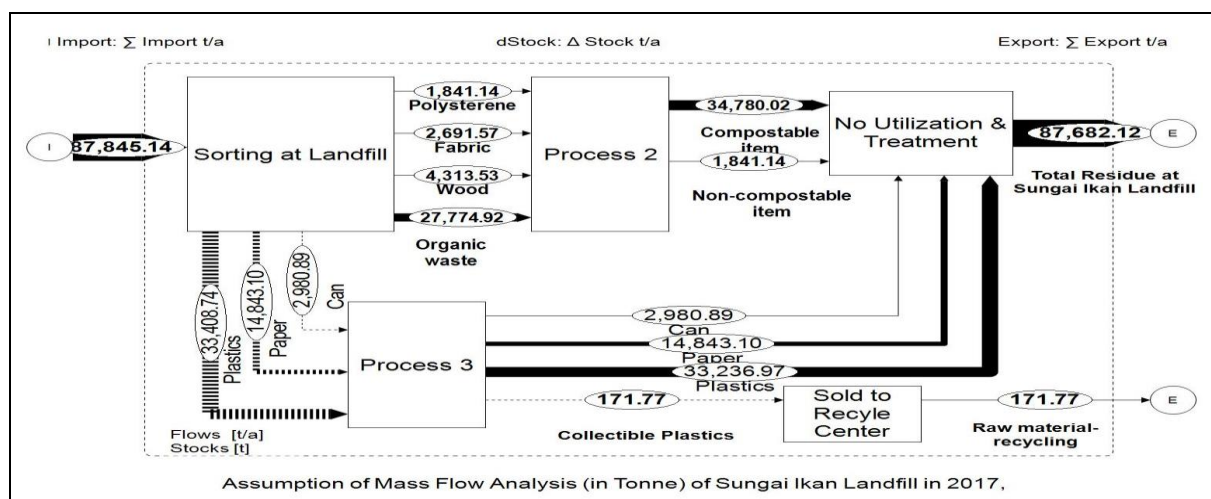 I Import: ∑ Import t/a
dStock: Δ Stock t/a
Export: ∑ Export t/a
I
87,845.14
Sorting at Landfill
1,841.14
Polysterene
2,691.57
Fabric
4,313.53
Wood
27,774.92
Organic
waste
Process 2
34,780.02
Compostable
item
1,841.14
Non-compostable
item
No Utilization &
Treatment
87,682.12
E
Total Residue at
Sungai Ikan Landfill
33,408.74
Plastics
14,843.10
Paper
2,980.89
Can
Process 3
2,980.89
Can
14,843.10
Paper
33,236.97
Plastics
171.77
Collectible Plastics
Sold to
Recyle
Center
171.77
Raw material-
recycling
E
Flows [t/a]
Stocks [t]
Assumption of Mass Flow Analysis (in Tonne) of Sungai Ikan Landfill in 2017,